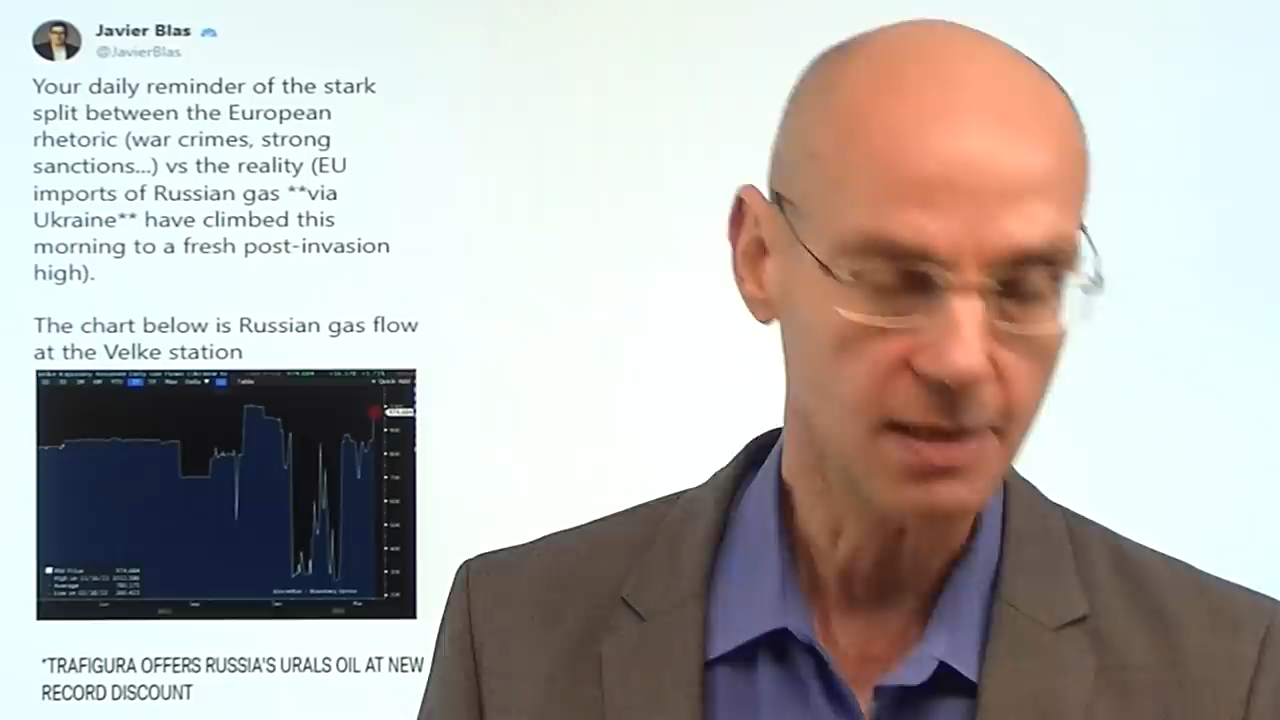 Javier Blas
@JavierBlas
Your daily reminder of the stark
split between the European
rhetoric (war crimes, strong
sanctions...) vs the reality (EU
imports of Russian gas **via
Ukraine** have climbed this
morning to a fresh post-invasion
high).
The chart below is Russian gas flow
at the Velke station
Table
*TRAFIGURA OFFERS RUSSIA'S URALS OIL AT NEW
RECORD DISCOUNT